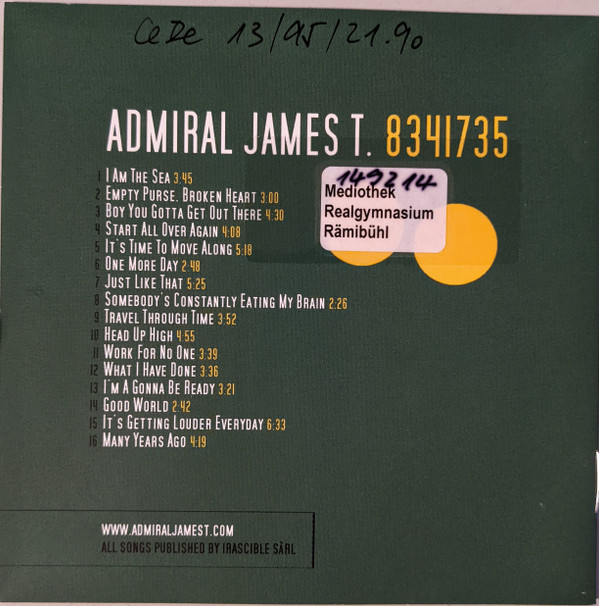 CeDe 13/95/21.90
ADMIRAL JAMES T. 8341735
149214
Mediothek
Realgymnasium
Rämibühl
1 I AM THE SEA 3:45
2 EMPTY PURSE, BROKEN HEART 3:00
3 BOY YOU GOTTA GET OUT THERE 4:30
4 START ALL OVER AGAIN 4:08
5 IT'S TIME TO MOVE ALONG 5:18
6 ONE MORE DAY 2:48
7 JUST LIKE THAT 5:25
8 SOMEBODY'S CONSTANTLY EATING MY BRAIN 2:26
9 TRAVEL THROUGH TIME 3:52
10 HEAD UP HIGH 4:55
11 WORK FOR NO ONE 3:39
12 WHAT I HAVE DONE 3:36
13 I'M A GONNA BE READY 3:21
14 GOOD WORLD 2:42
15 IT'S GETTING LOUDER EVERYDAY 6:33
16 MANY YEARS AGO 4:19
WWW.ADMIRALJAMEST.COM
ALL SONGS PUBLISHED BY IRASCIBLE SÀRL